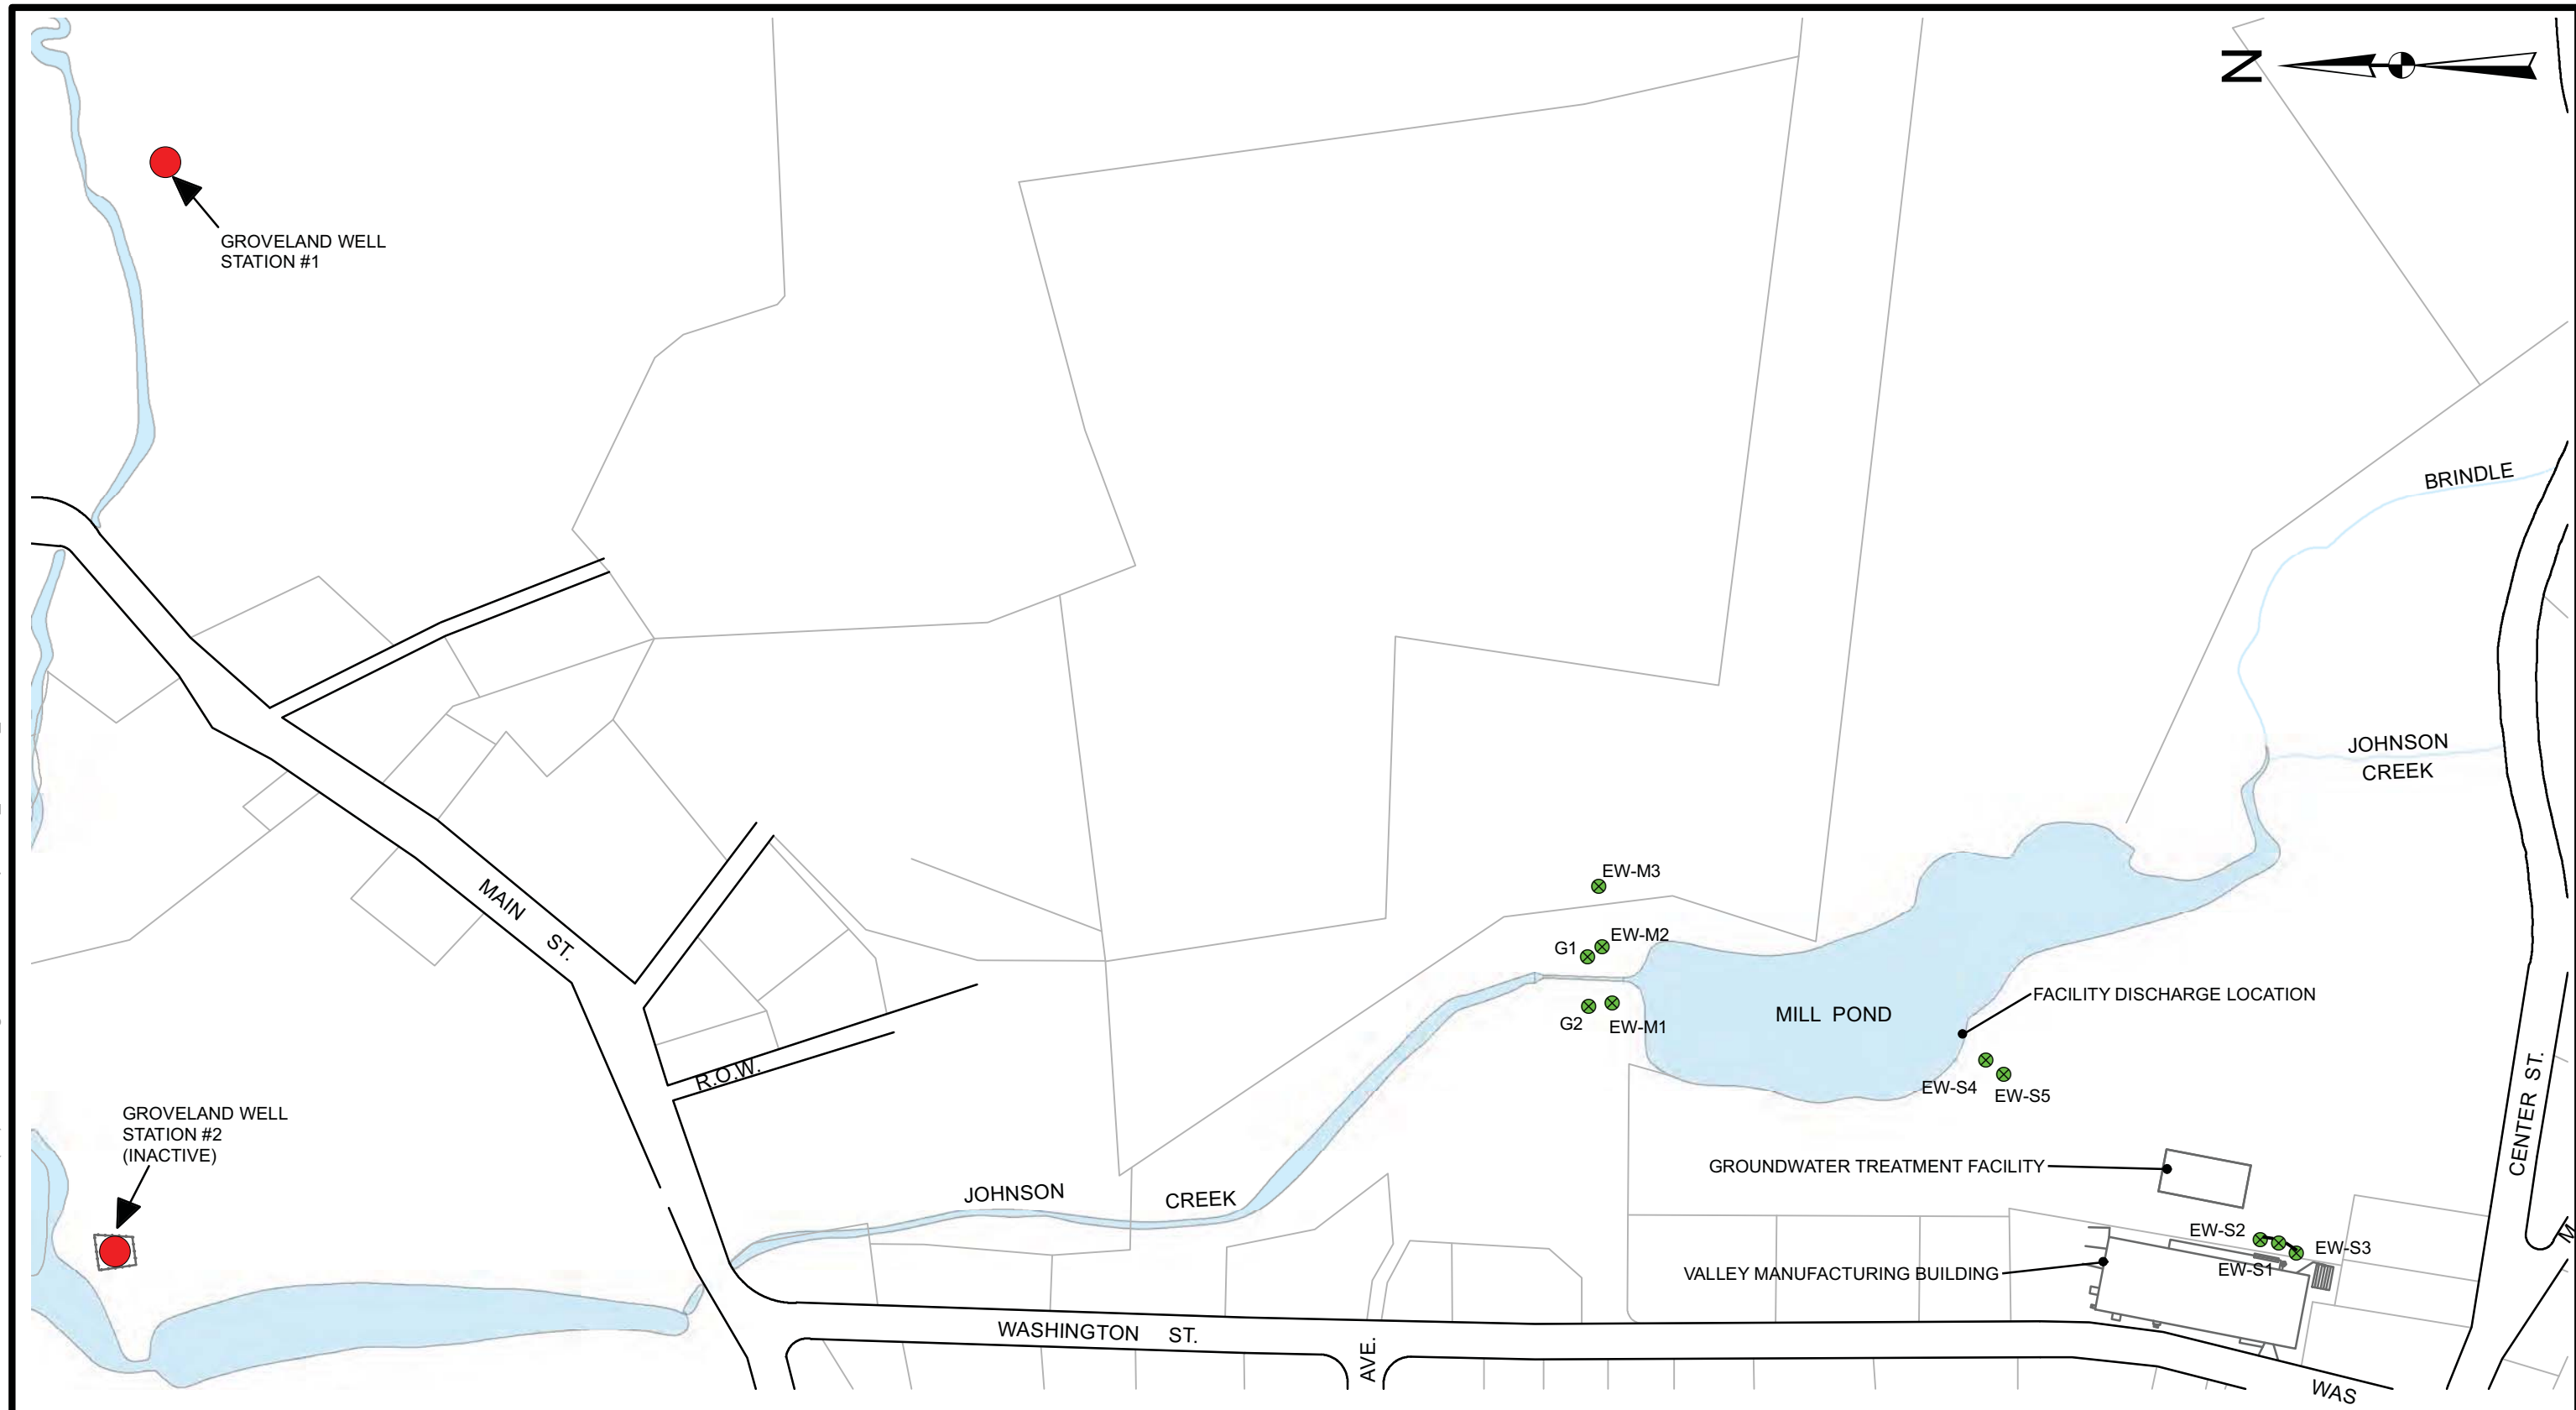 N
GROVELAND WELL
STATION #1
BRINDLE
JOHNSON
CREEK
EW-M3
MAIN ST.
EW-M2
G1
G2
EW-M1
MILL POND
FACILITY DISCHARGE LOCATION
EW-S4
EW-S5
R.O.W.
GROVELAND WELL
STATION #2
(INACTIVE)
CENTER ST.
GROUNDWATER TREATMENT FACILITY
JOHNSON CREEK
EW-S2
EW-S3
EW-S1
VALLEY MANUFACTURING BUILDING
WASHINGTON ST.
AVE.
WAS
M